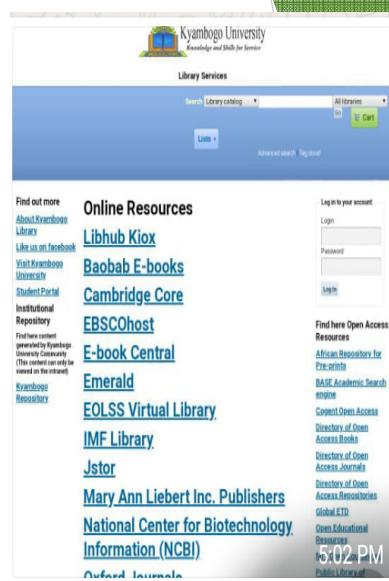 Kyambogo University
Knowledge and Skills for Service
Library Services
Search Library catalog All libraries
Go Cart
Lists
Advanced search Tag cloud
Find out more
About Kyambogo
Library
Like us on facebook
Visit Kyambogo
University
Student Portal
Institutional
Repository
Find here content
generated by Kyambogo
University Community
(This content can only be
viewed on the intranet)
Kyambogo
Repository
Online Resources
Libhub Kiox
Baobab E-books
Cambridge Core
EBSCOhost
E-book Central
Emerald
EOLSS Virtual Library
IMF Library
Jstor
Mary Ann Liebert Inc. Publishers
National Center for Biotechnology
Information (NCBI)
Oxford Journals
Log in to your account
Login
Password
Log in
Find here Open Access
Resources
African Repository for
Pre-prints
BASE Academic Search
engine
Cogent Open Access
Directory of Open
Access Books
Directory of Open
Access Journals
Directory of Open
Access Repositories
Global ETD
Open Educational
Resources
Public Library of
5:02 PM